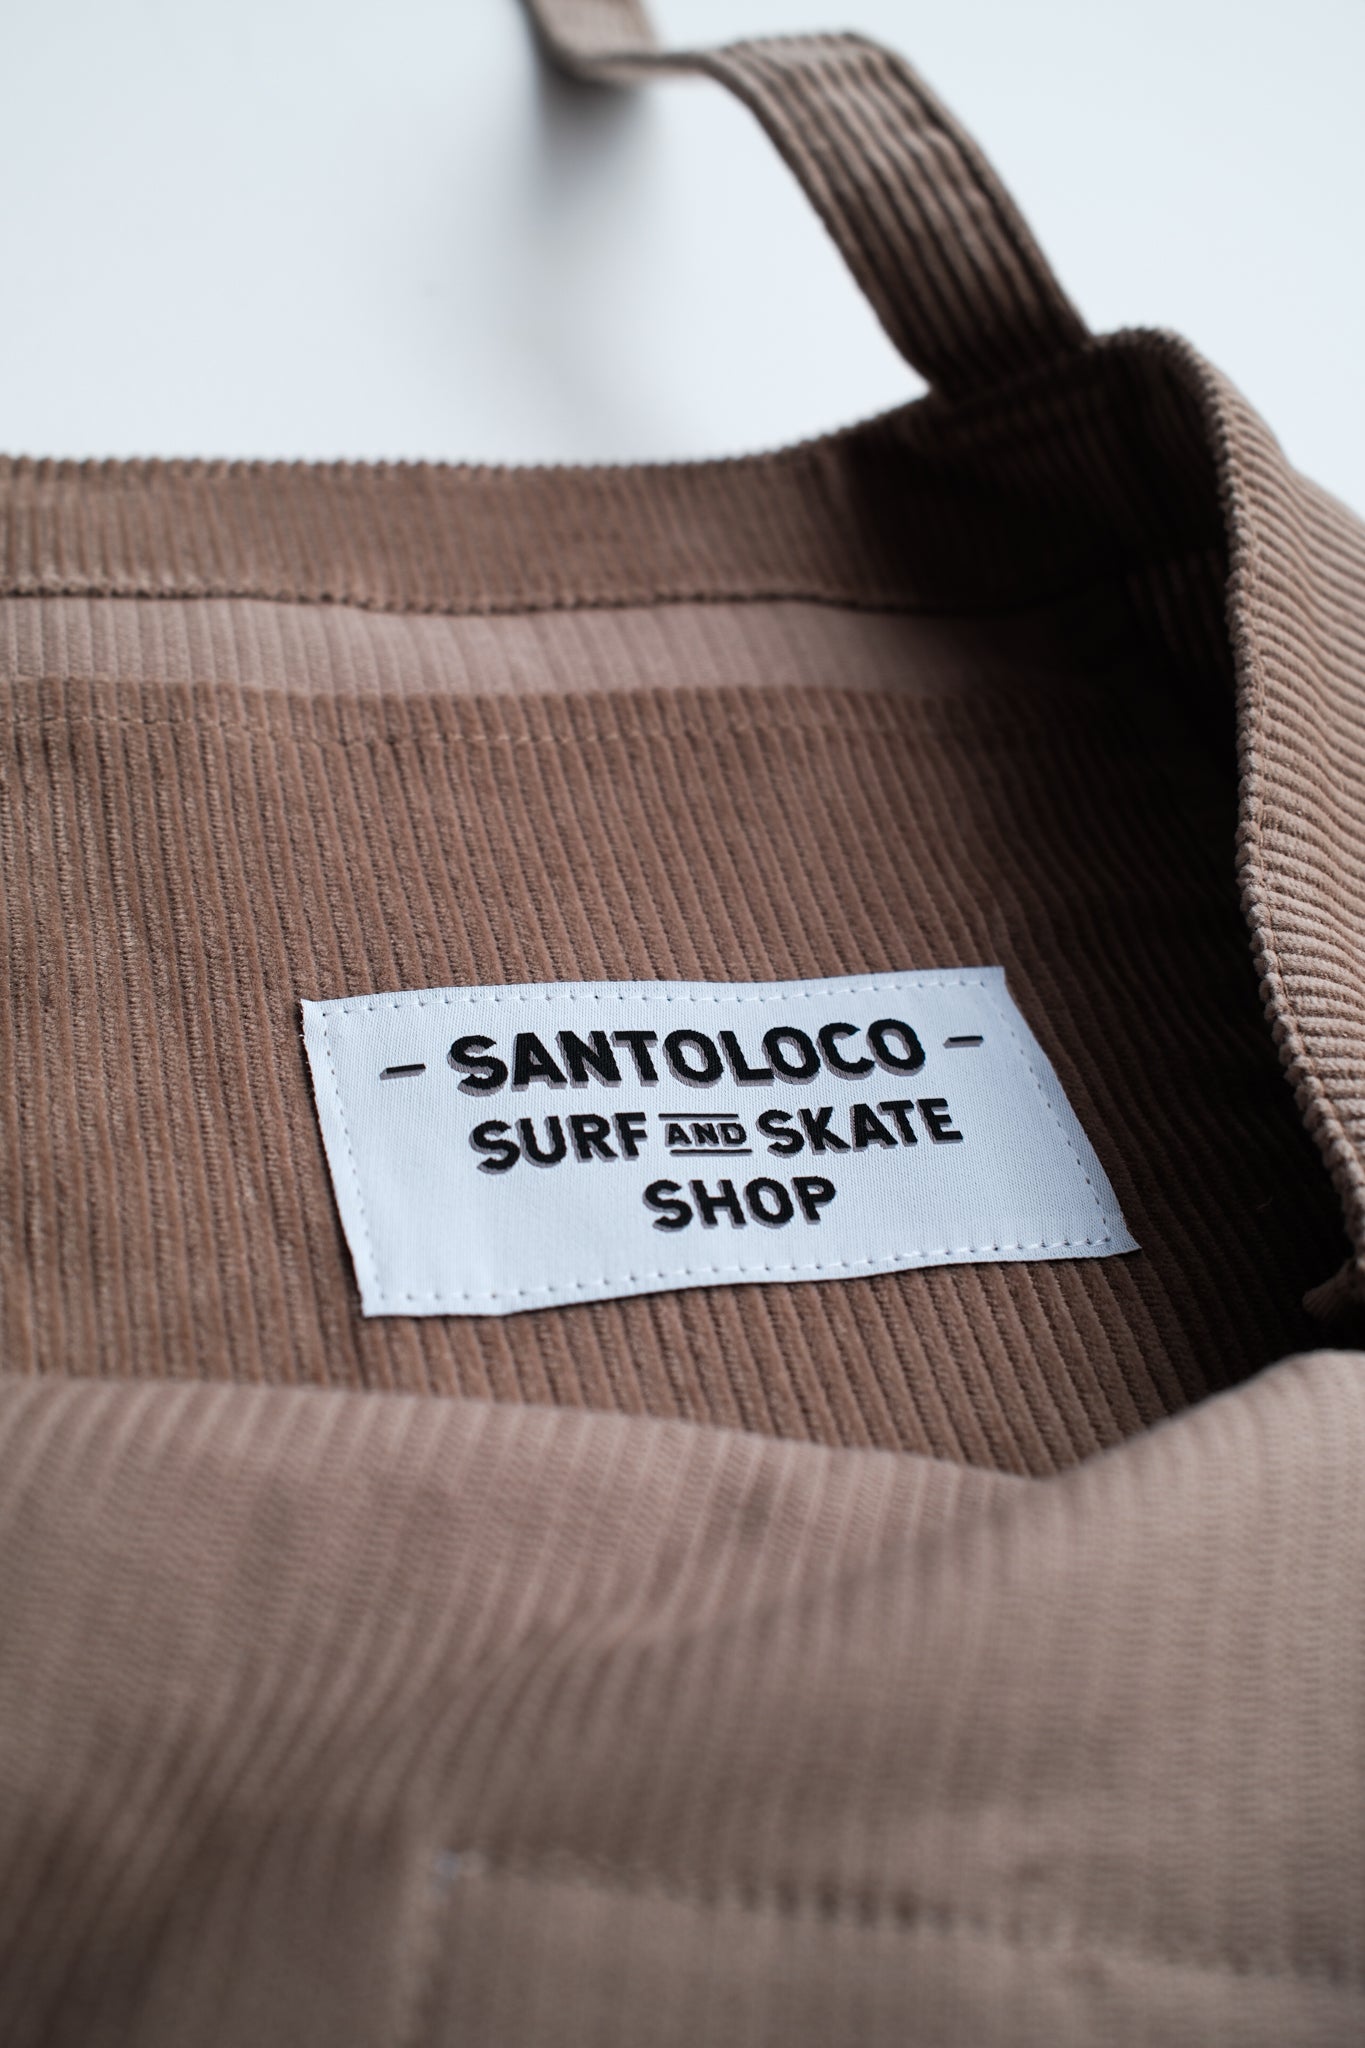 - SANTOLOCO -
SURF AND SKATE
SHOP